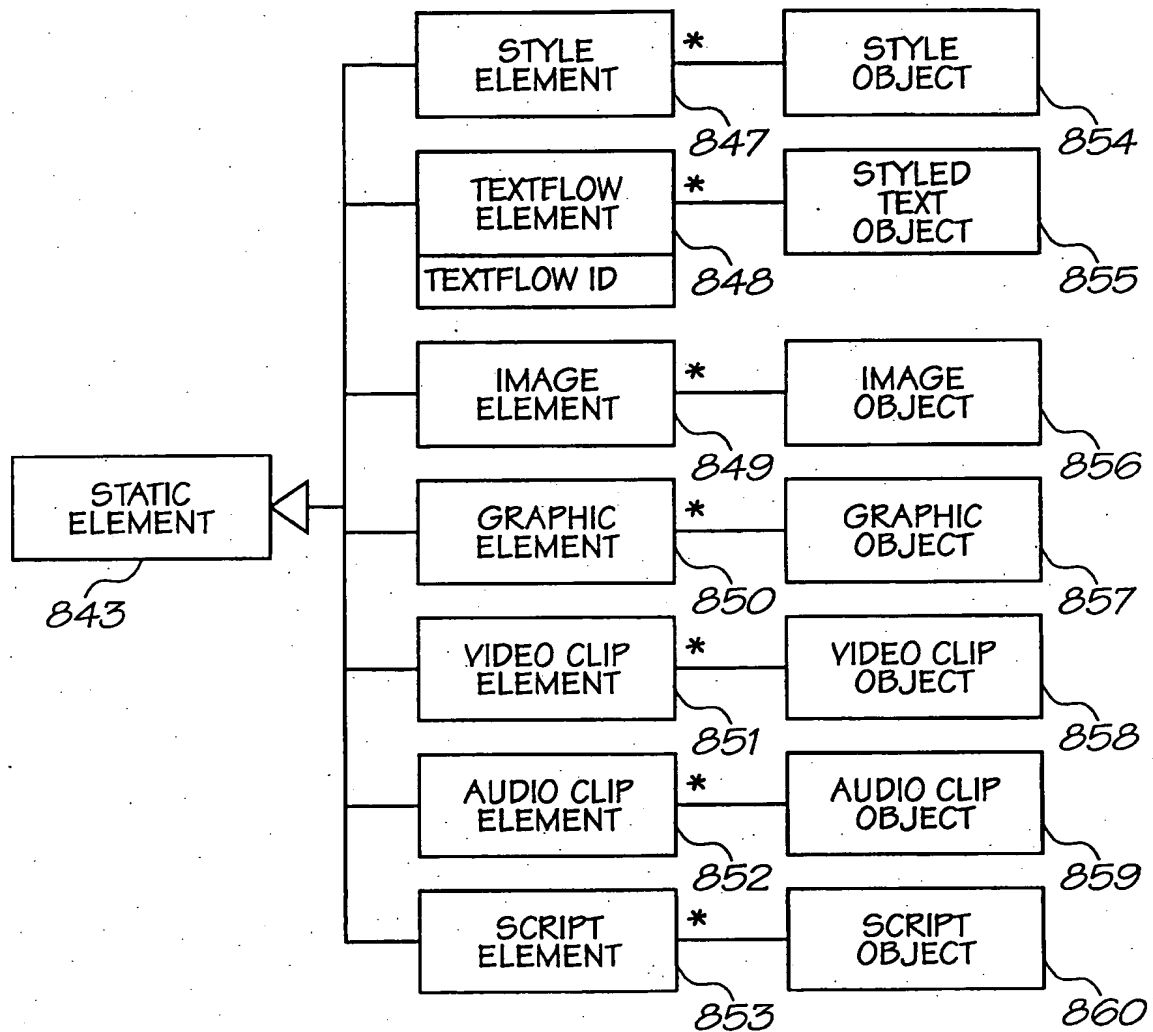 STYLE
ELEMENT
*
STYLE
OBJECT
847
854
TEXTFLOW
ELEMENT
*
STYLED
TEXT
OBJECT
TEXTFLOW ID
848
855
IMAGE
ELEMENT
*
IMAGE
OBJECT
849
856
STATIC
ELEMENT
843
GRAPHIC
ELEMENT
*
GRAPHIC
OBJECT
850
857
VIDEO CLIP
ELEMENT
*
VIDEO CLIP
OBJECT
851
858
AUDIO CLIP
ELEMENT
*
AUDIO CLIP
OBJECT
852
859
SCRIPT
ELEMENT
*
SCRIPT
OBJECT
853
860